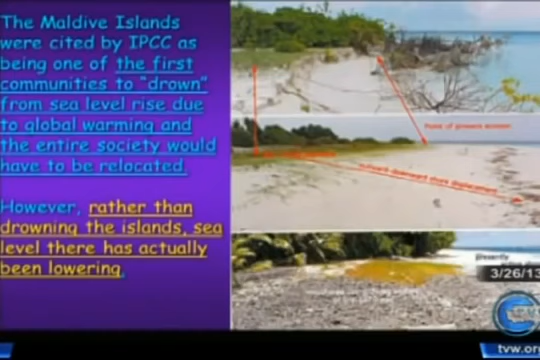 The Maldive Islands
were cited by IPCC as
being one of the first
communities to "drown"
from sea level rise due
to global warming and
the entire society would
have to be relocated.
However, rather than
drowning the islands, sea
level there has actually
been lowering.
presently
3/26/13
tvw.org